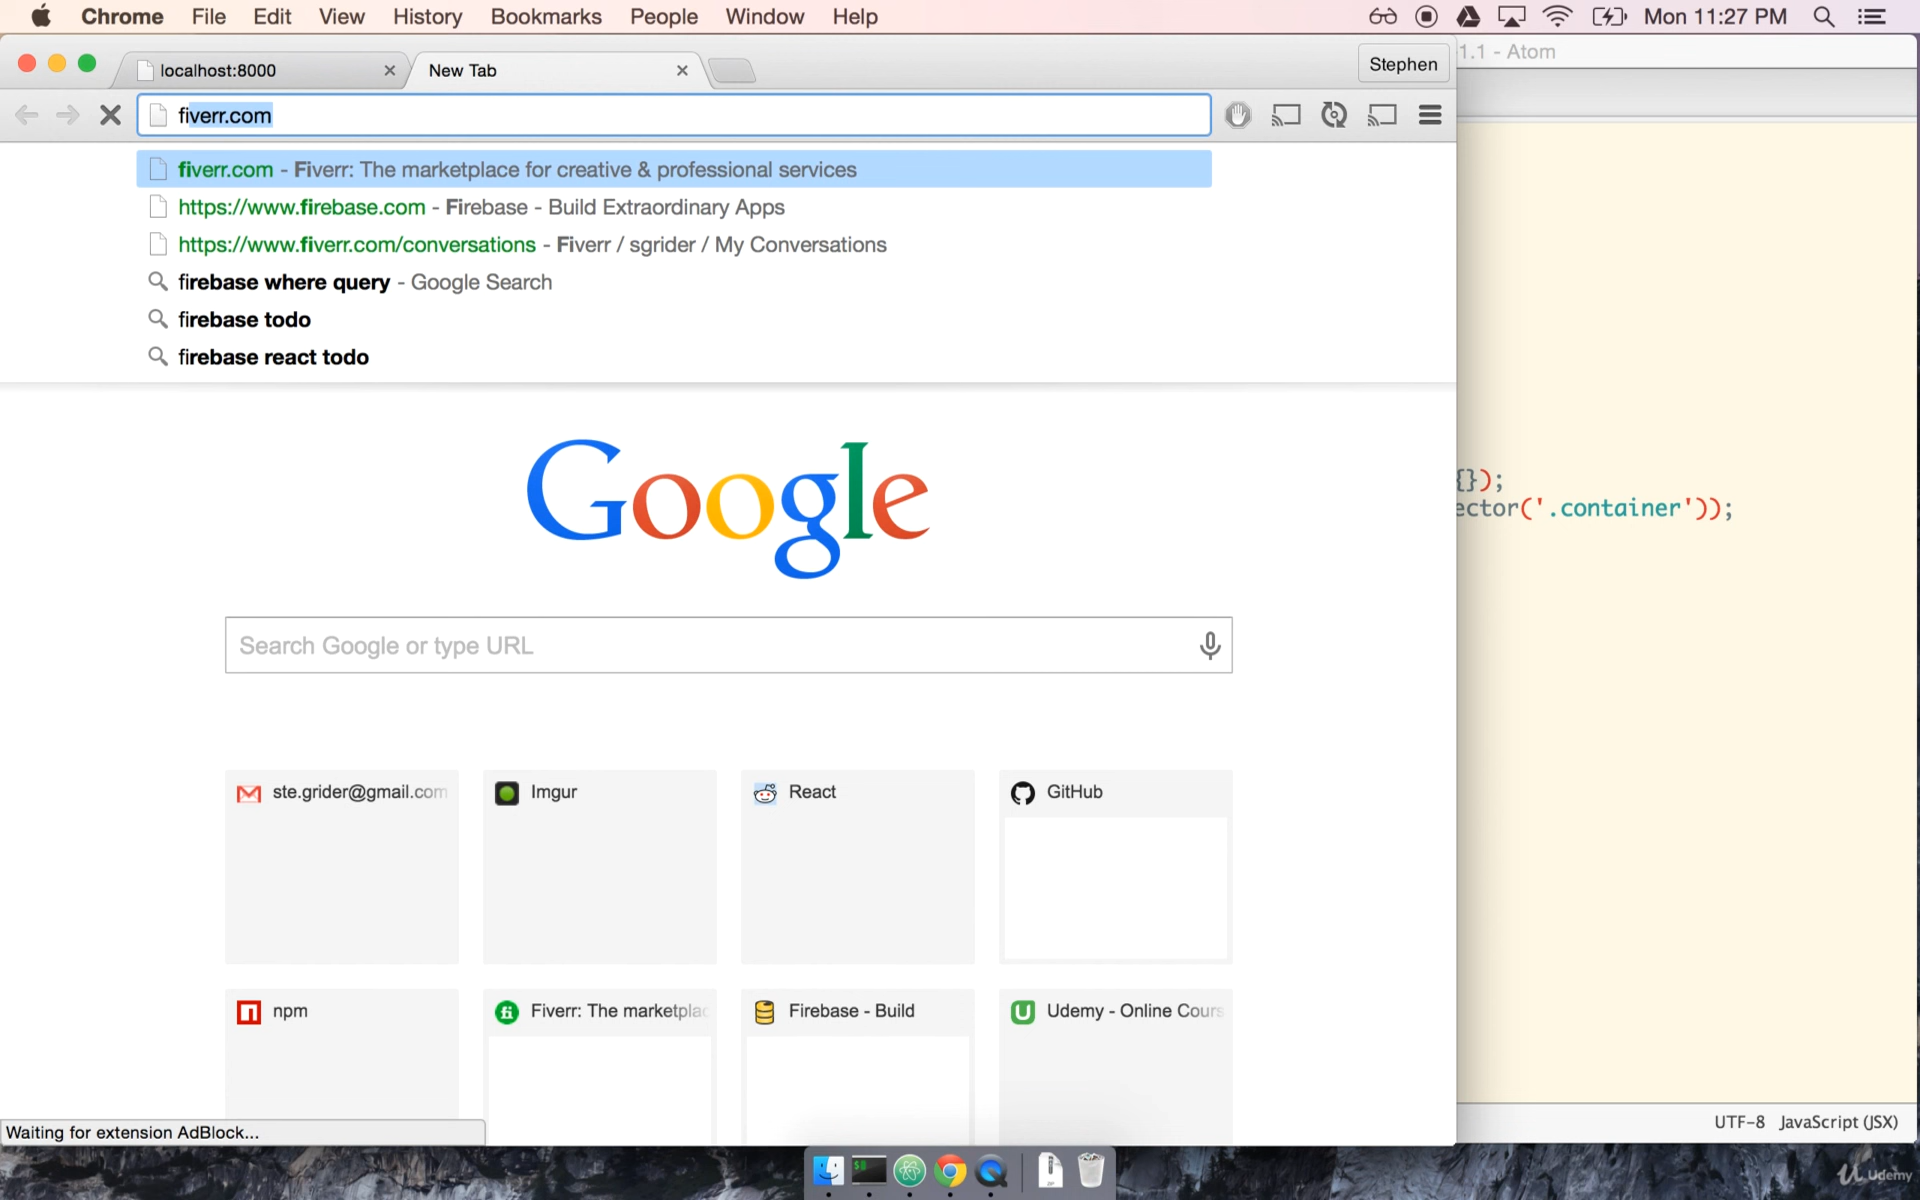 Chrome File Edit View History Bookmarks People Window Help Mon 11:27 PM
localhost:8000 New Tab Stephen 1.1 - Atom
fiverr.com
fiverr.com - Fiverr: The marketplace for creative & professional services
https://www.firebase.com - Firebase - Build Extraordinary Apps
https://www.fiverr.com/conversations - Fiverr / sgrider / My Conversations
firebase where query - Google Search
firebase todo
firebase react todo
{});
ector('.container'));
Google
Search Google or type URL
ste.grider@gmail.com Imgur React GitHub
npm Fiverr: The marketplac Firebase - Build Udemy - Online Cours
Waiting for extension AdBlock...
UTF-8 JavaScript (JSX)
Udemy